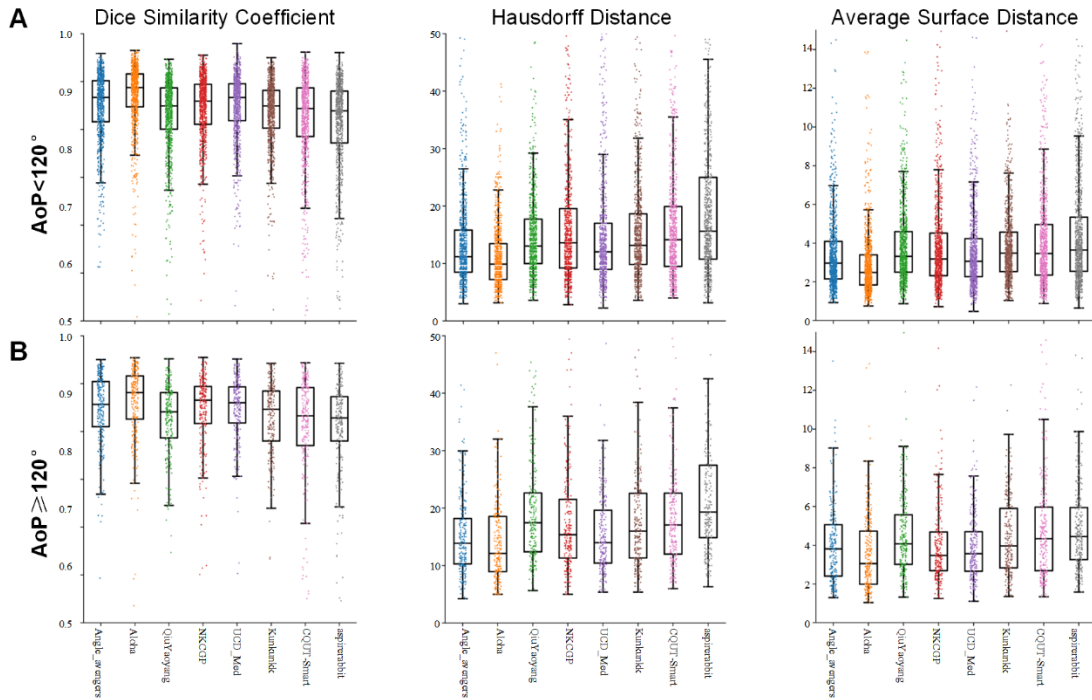 A
Dice Similarity Coefficient
Hausdorff Distance
Average Surface Distance
AoP<120°
1.0
0.9
0.8
0.7
0.6
0.5
50
40
30
20
10
0
14
12
10
8
6
4
2
0
B
AoP⩾120°
1.0
0.9
0.8
0.7
0.6
0.5
50
40
30
20
10
0
14
12
10
8
6
4
2
0
Angle_avengers
Aloha
QiuYaoyang
NKCGP
UCD_Med
Kunkunkk
CQUT-Smart
aspirerabbit
Angle_avengers
Aloha
QiuYaoyang
NKCGP
UCD_Med
Kunkunkk
CQUT-Smart
aspirerabbit
Angle_avengers
Aloha
QiuYaoyang
NKCGP
UCD_Med
Kunkunkk
CQUT-Smart
aspirerabbit